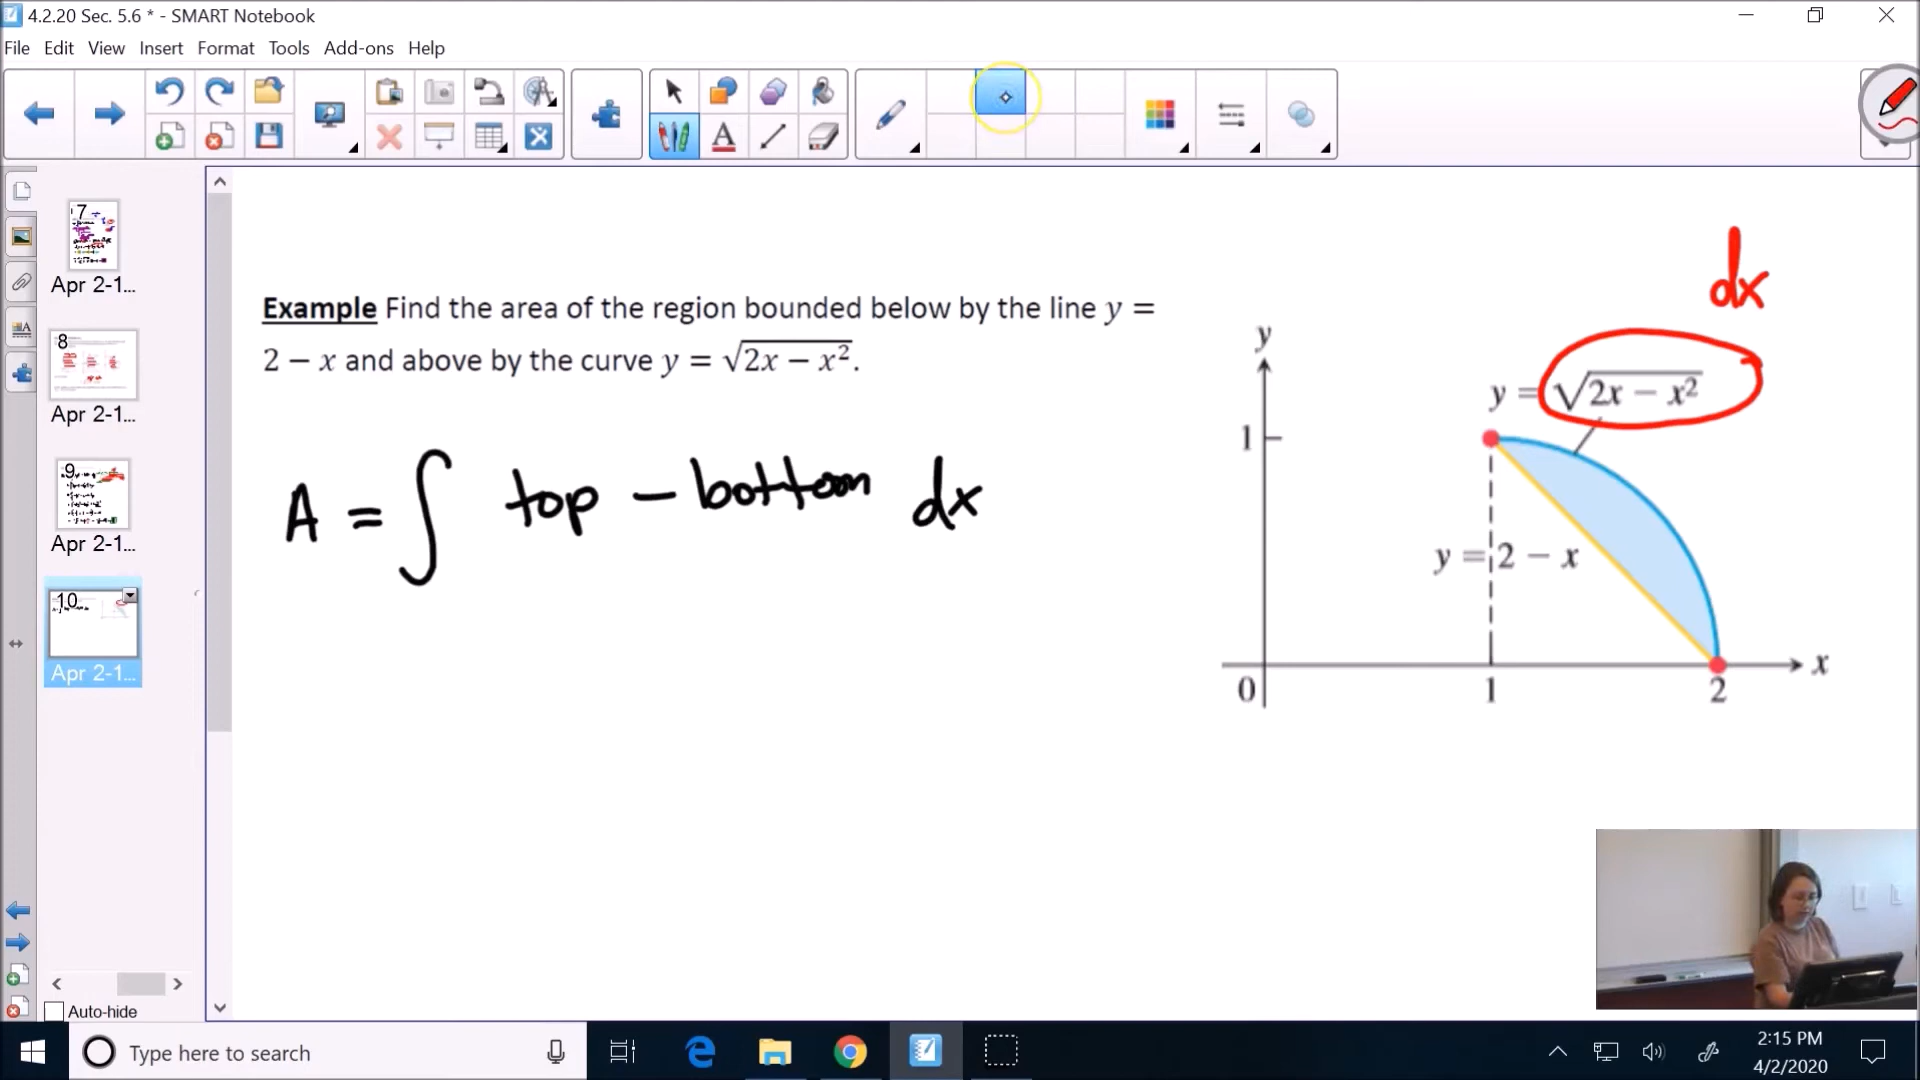 4.2.20 Sec. 5.6 * - SMART Notebook
File Edit View Insert Format Tools Add-ons Help
7
Apr 2-1...
8
Apr 2-1...
9
Apr 2-1...
10
Apr 2-1...
Auto-hide
Example Find the area of the region bounded below by the line y =
2 − x and above by the curve y = √(2x − x²).
A = ∫ top − bottom dx
dx
y
y = √(2x − x²)
1
y = 2 − x
x
0 1 2
Type here to search
2:15 PM
4/2/2020